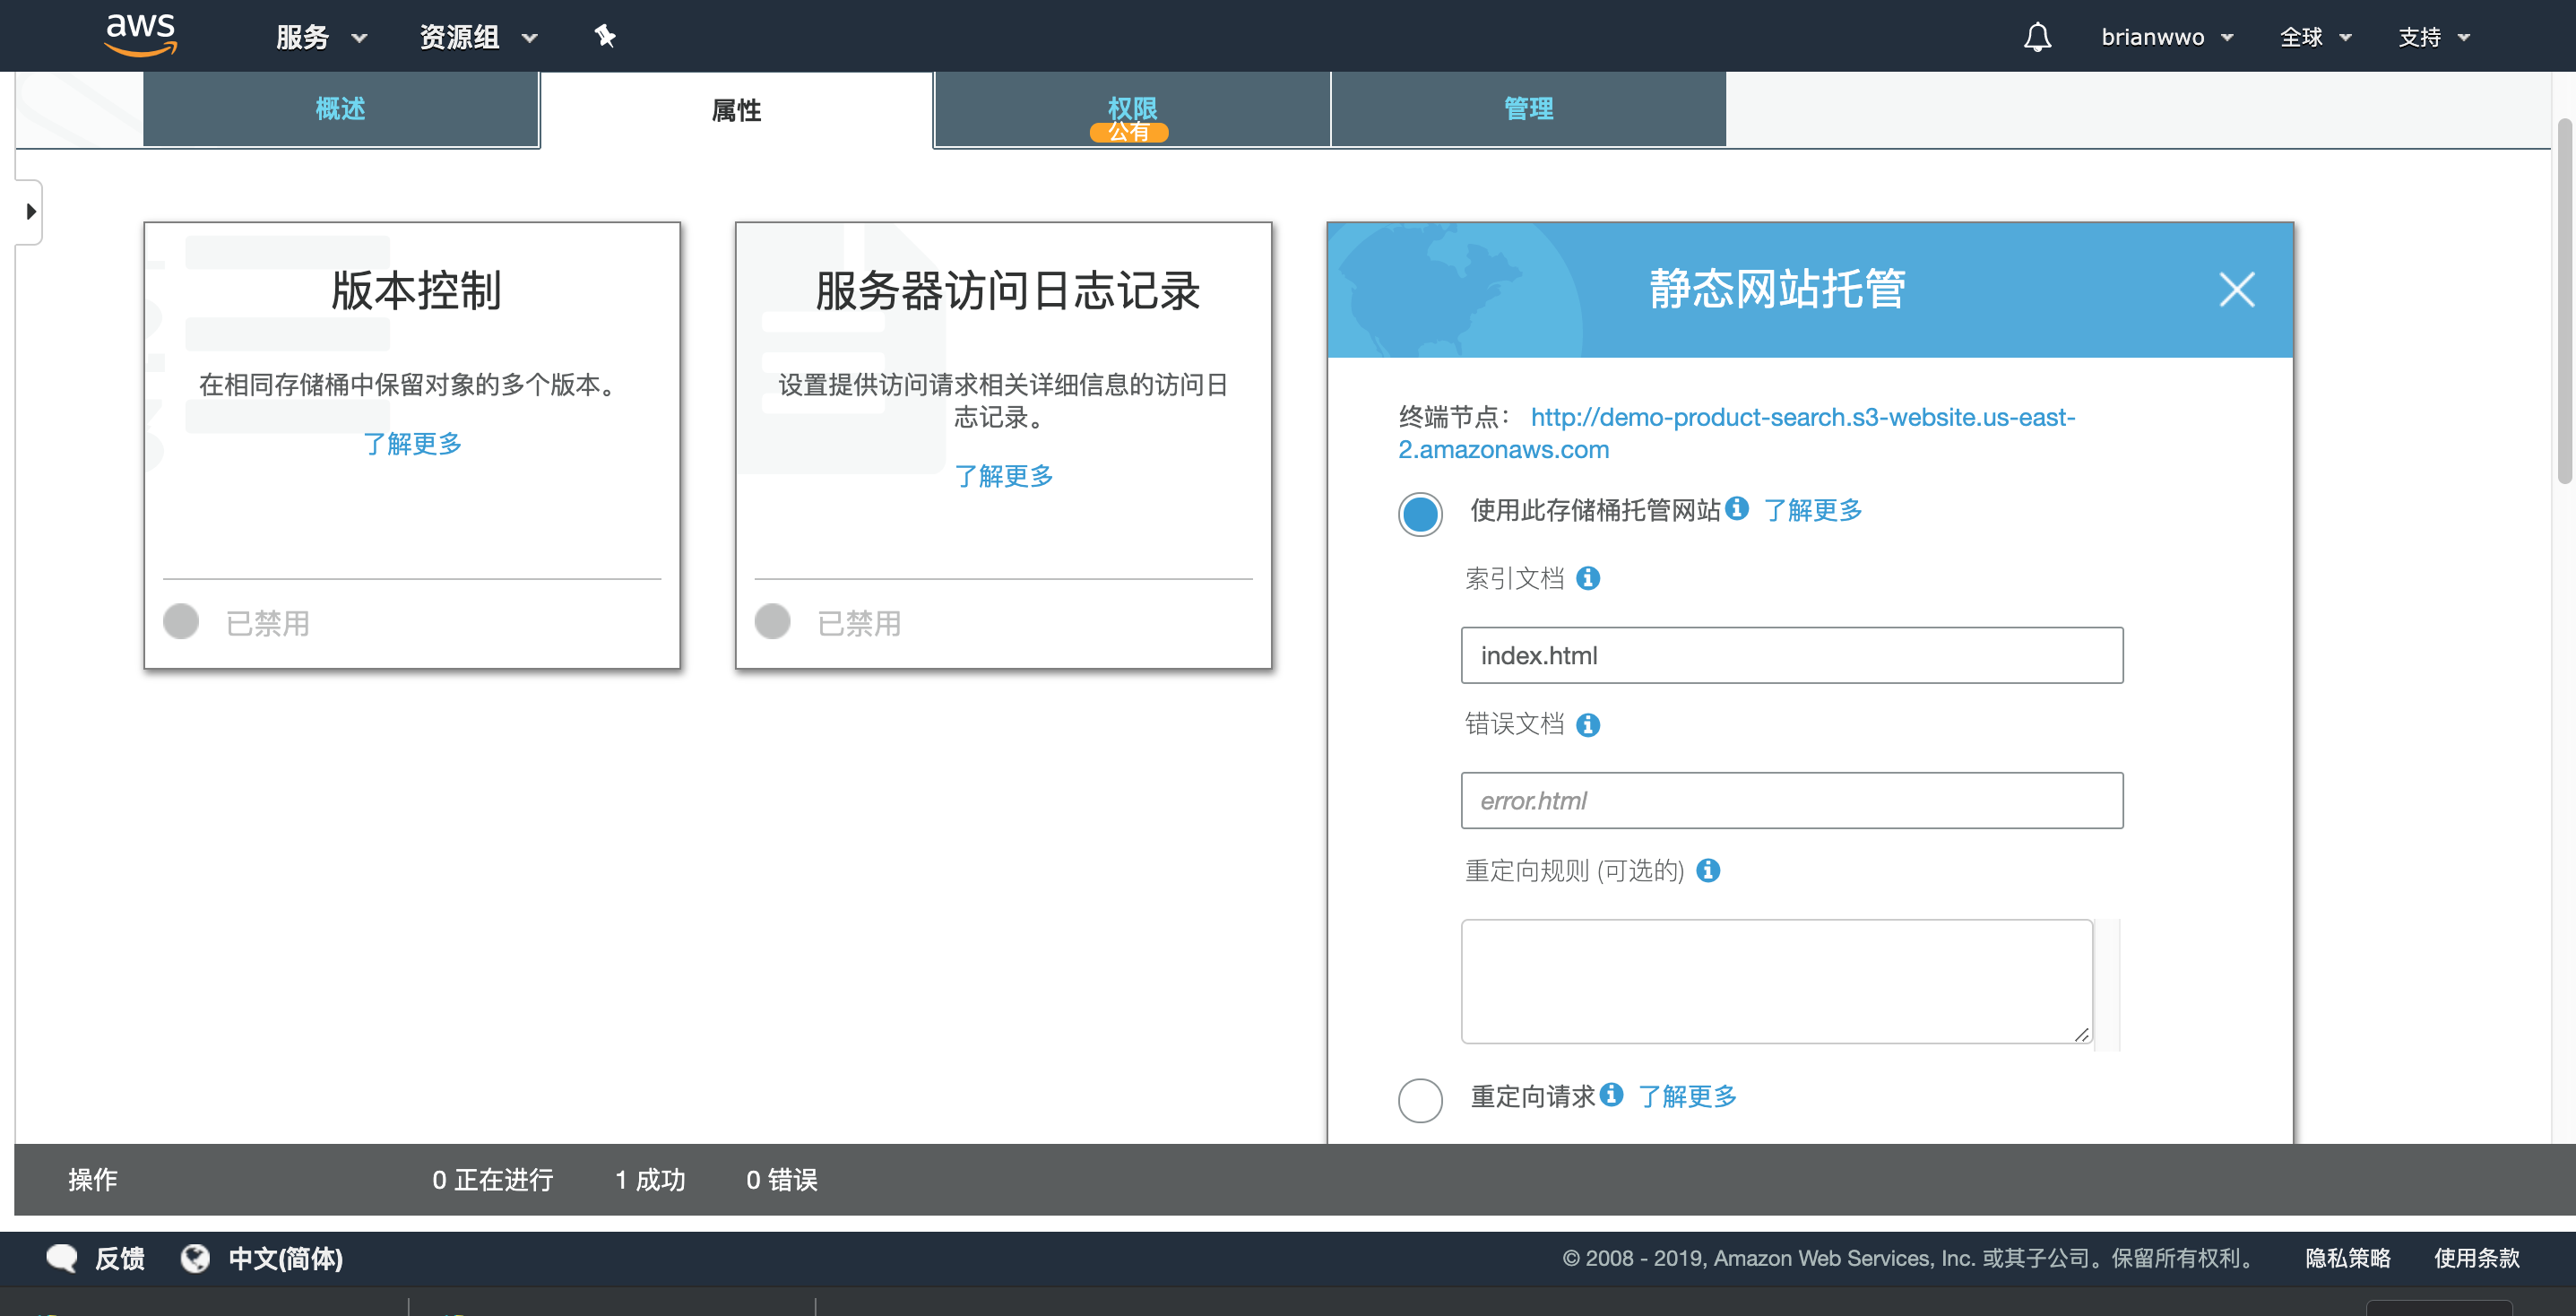 aws 服务 资源组 brianwwo 全球 支持
概述 属性 权限 管理
公有
版本控制
在相同存储桶中保留对象的多个版本。
了解更多
已禁用
服务器访问日志记录
设置提供访问请求相关详细信息的访问日
志记录。
了解更多
已禁用
静态网站托管
终端节点： http://demo-product-search.s3-website.us-east-
2.amazonaws.com
使用此存储桶托管网站 了解更多
索引文档
index.html
错误文档
error.html
重定向规则 (可选的)
重定向请求 了解更多
操作 0 正在进行 1 成功 0 错误
反馈 中文(简体) © 2008 - 2019, Amazon Web Services, Inc. 或其子公司。保留所有权利。 隐私策略 使用条款